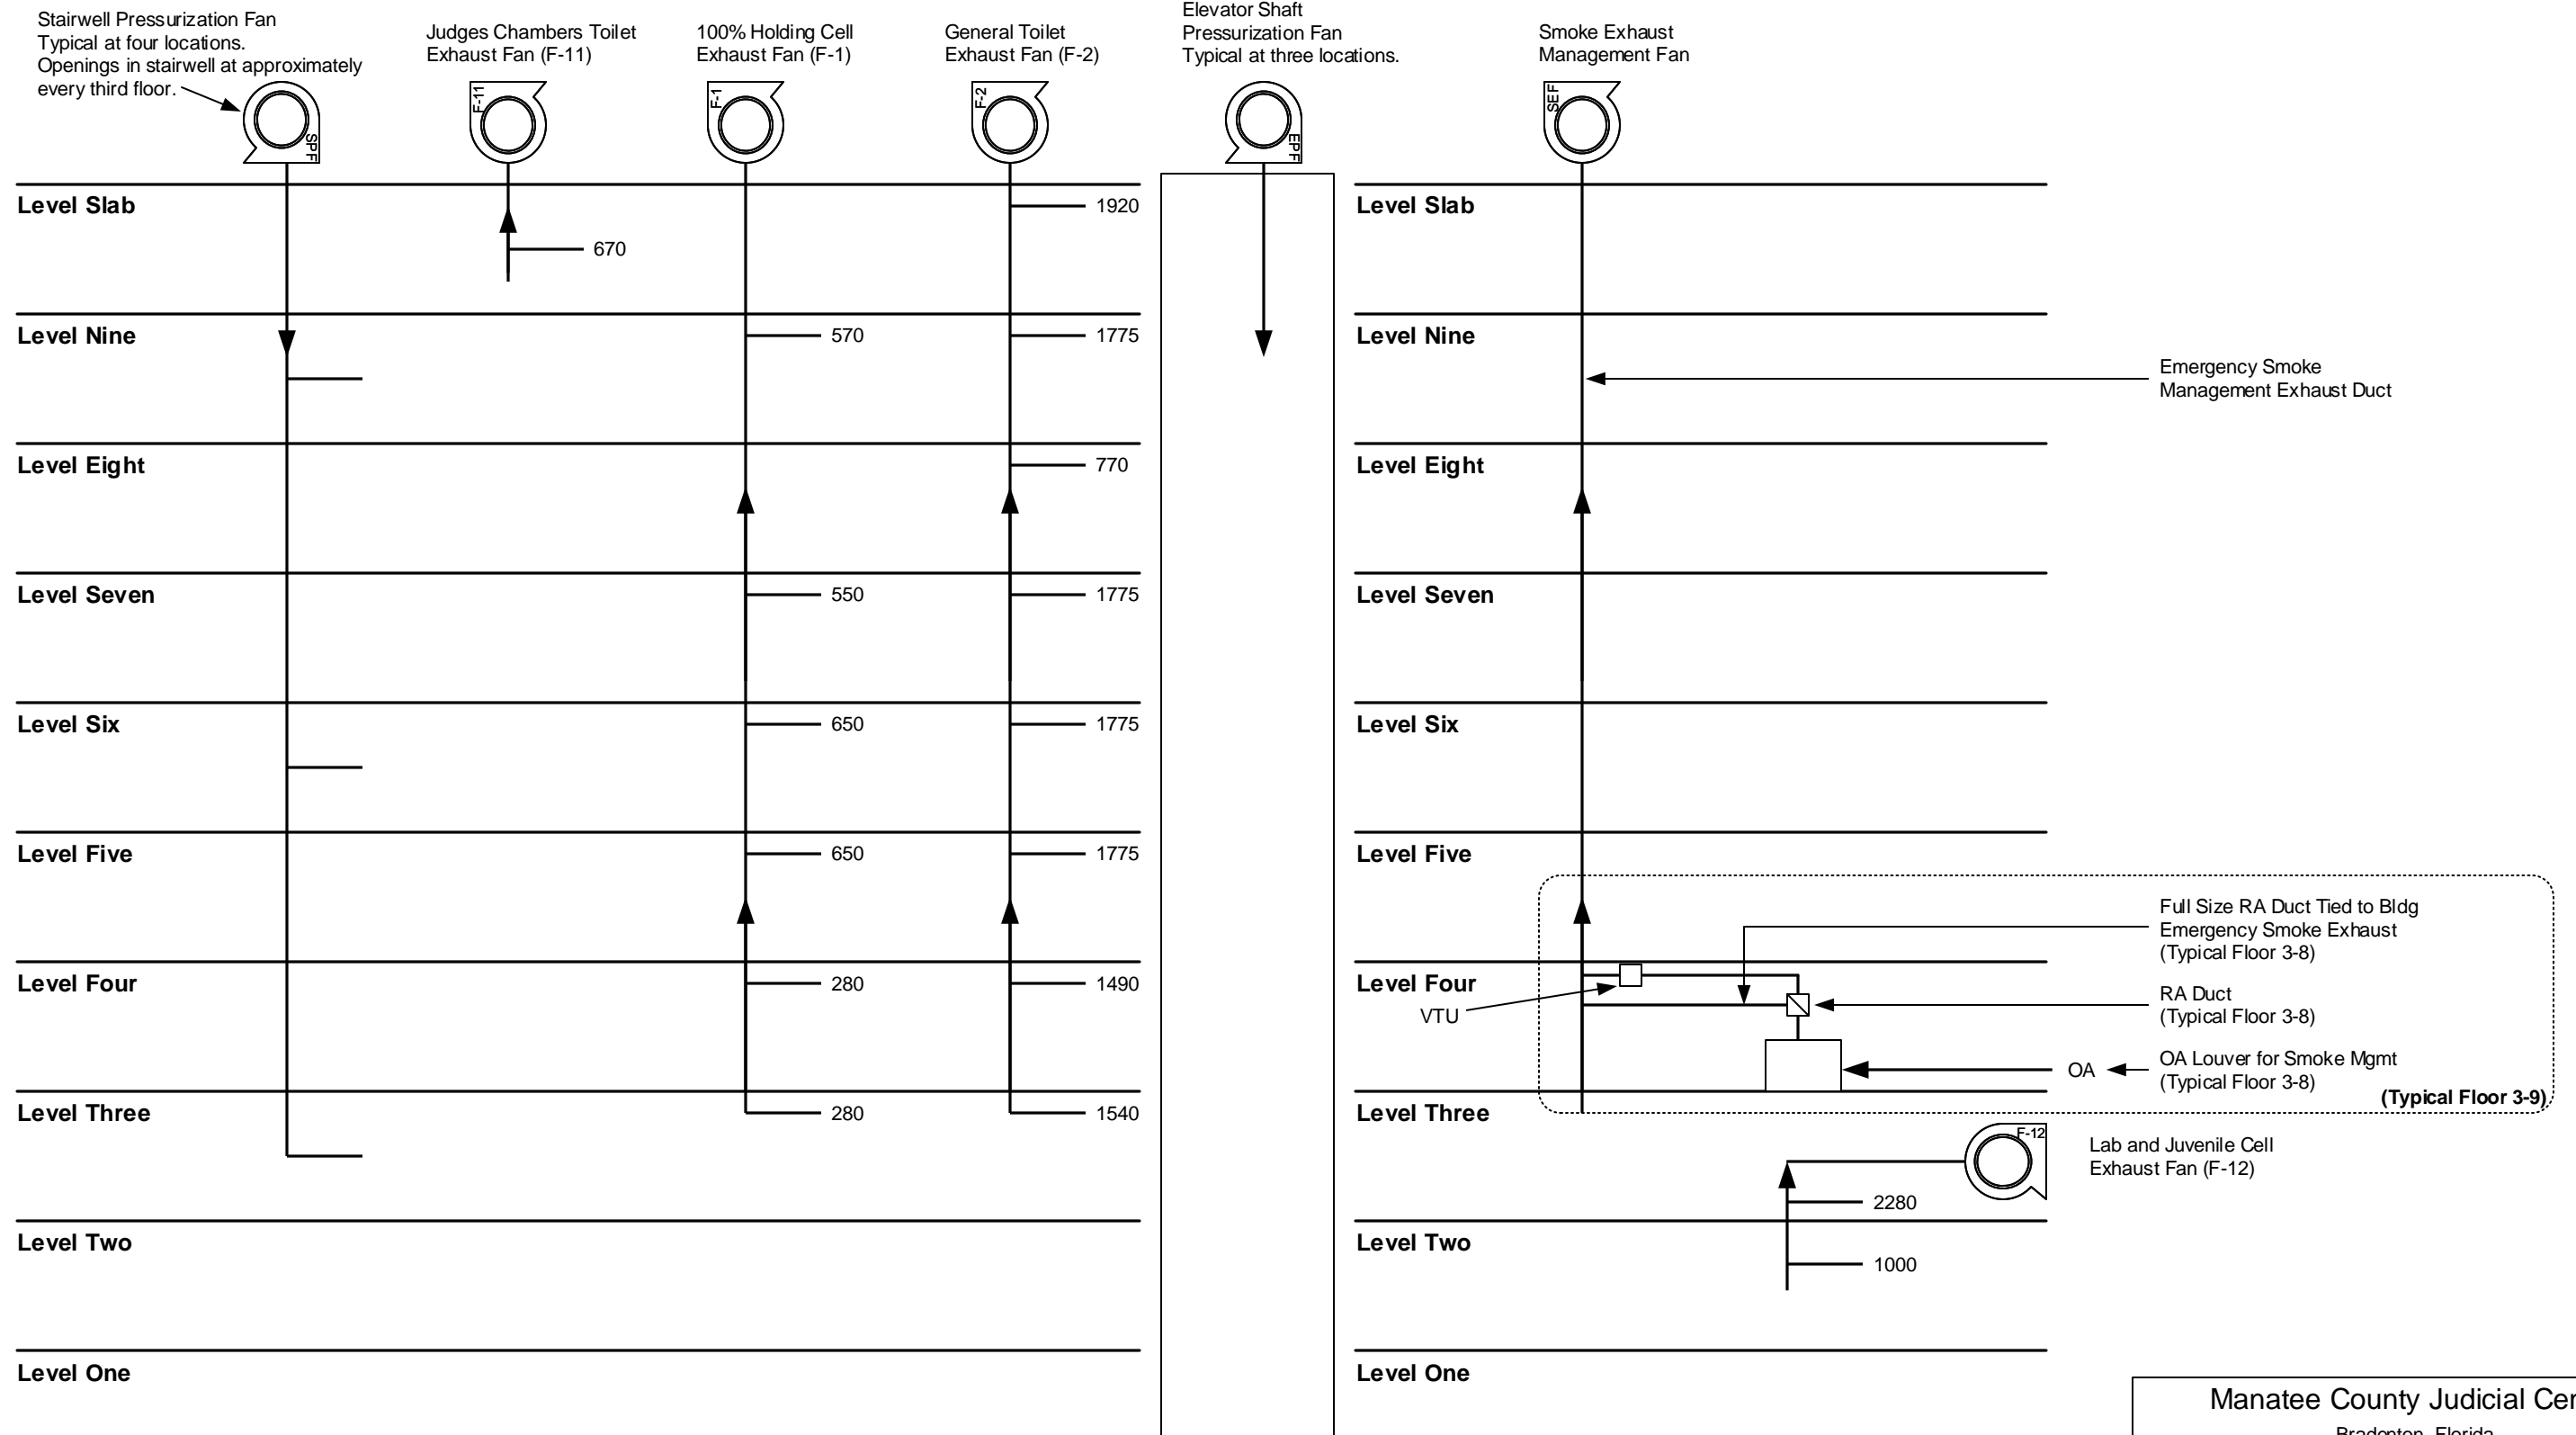 Stairwell Pressurization Fan
Typical at four locations.
Openings in stairwell at approximately
every third floor.
Judges Chambers Toilet
Exhaust Fan (F-11)
100% Holding Cell
Exhaust Fan (F-1)
General Toilet
Exhaust Fan (F-2)
Elevator Shaft
Pressurization Fan
Typical at three locations.
Smoke Exhaust
Management Fan
SPF
F-11
F-1
F-2
EPF
SEF
Level Slab
670
1920
Level Slab
Level Nine
570
1775
Level Nine
Emergency Smoke
Management Exhaust Duct
Level Eight
770
Level Eight
Level Seven
550
1775
Level Seven
Level Six
650
1775
Level Six
Level Five
650
1775
Level Five
Full Size RA Duct Tied to Bldg
Emergency Smoke Exhaust
(Typical Floor 3-8)
Level Four
280
1490
Level Four
VTU
RA Duct
(Typical Floor 3-8)
OA
OA Louver for Smoke Mgmt
(Typical Floor 3-8)
(Typical Floor 3-9)
Level Three
280
1540
Level Three
F-12
Lab and Juvenile Cell
Exhaust Fan (F-12)
2280
Level Two
Level Two
1000
Level One
Level One
Manatee County Judicial